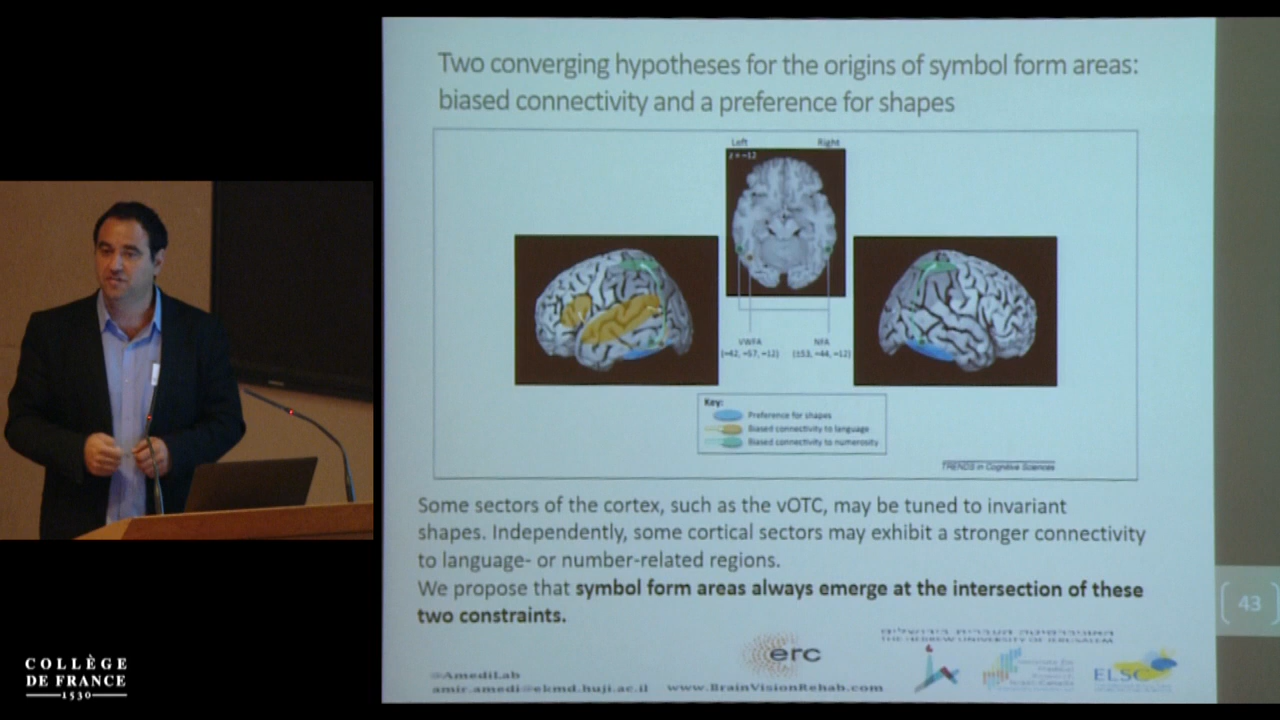 Two converging hypotheses for the origins of symbol form areas:
biased connectivity and a preference for shapes
Left Right
z = −12
VWFA NFA
(−42, −57, −12) (±53, −44, −12)
Key:
Preference for shapes
Biased connectivity to language
Biased connectivity to numerosity
TRENDS in Cognitive Sciences
Some sectors of the cortex, such as the vOTC, may be tuned to invariant
shapes. Independently, some cortical sectors may exhibit a stronger connectivity
to language- or number-related regions.
We propose that symbol form areas always emerge at the intersection of these
two constraints.
43
THE HEBREW UNIVERSITY OF JERUSALEM
erc
ELSC
@AmediLab
amir.amedi@ekmd.huji.ac.il www.BrainVisionRehab.com
COLLÈGE
DE FRANCE
1530